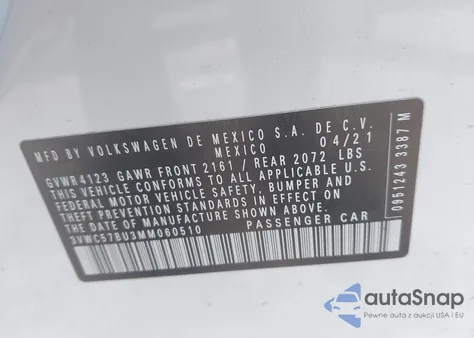 MFD BY VOLKSWAGEN DE MEXICO S.A. DE C.V.
MEXICO 04/21
GVWR 4123 GAWR FRONT 2161 / REAR 2072 LBS
THIS VEHICLE CONFORMS TO ALL APPLICABLE U.S.
FEDERAL MOTOR VEHICLE SAFETY, BUMPER AND
THEFT PREVENTION STANDARDS IN EFFECT ON
THE DATE OF MANUFACTURE SHOWN ABOVE.
3VWC57BU3MM060510 PASSENGER CAR
0951243 3387 M
autoSnap
Pewne auta z aukcji USA i EU